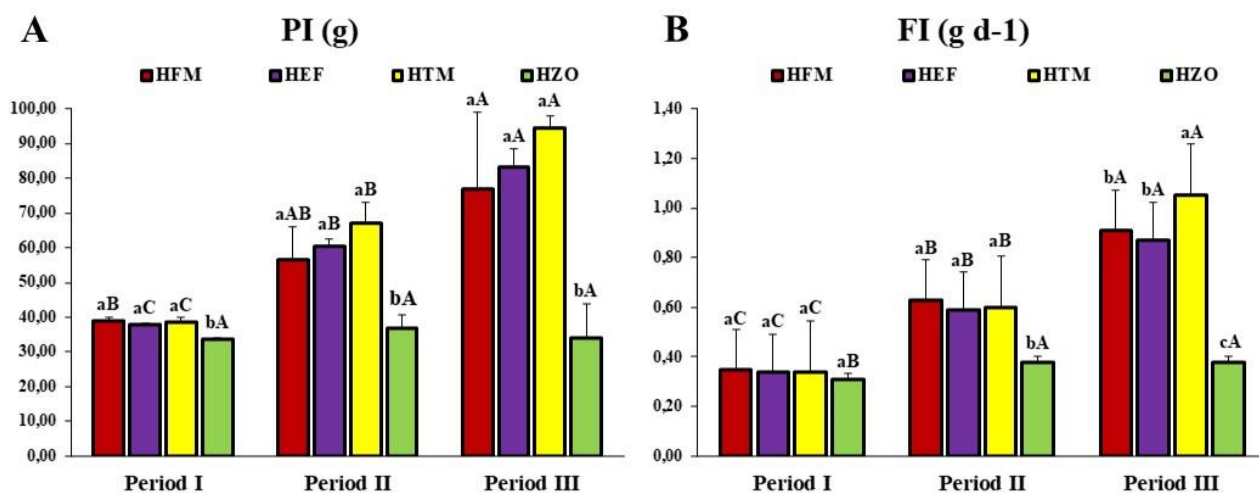 A PI (g)
HFM HEF HTM HZO
100,00
90,00
80,00
70,00
60,00
50,00
40,00
30,00
20,00
10,00
0,00
aB aC aC bA
aAB aB aB bA
aA aA aA bA
Period I Period II Period III
B FI (g d-1)
HFM HEF HTM HZO
1,40
1,20
1,00
0,80
0,60
0,40
0,20
0,00
aC aC aC aB
aB aB aB bA
bA bA aA cA
Period I Period II Period III